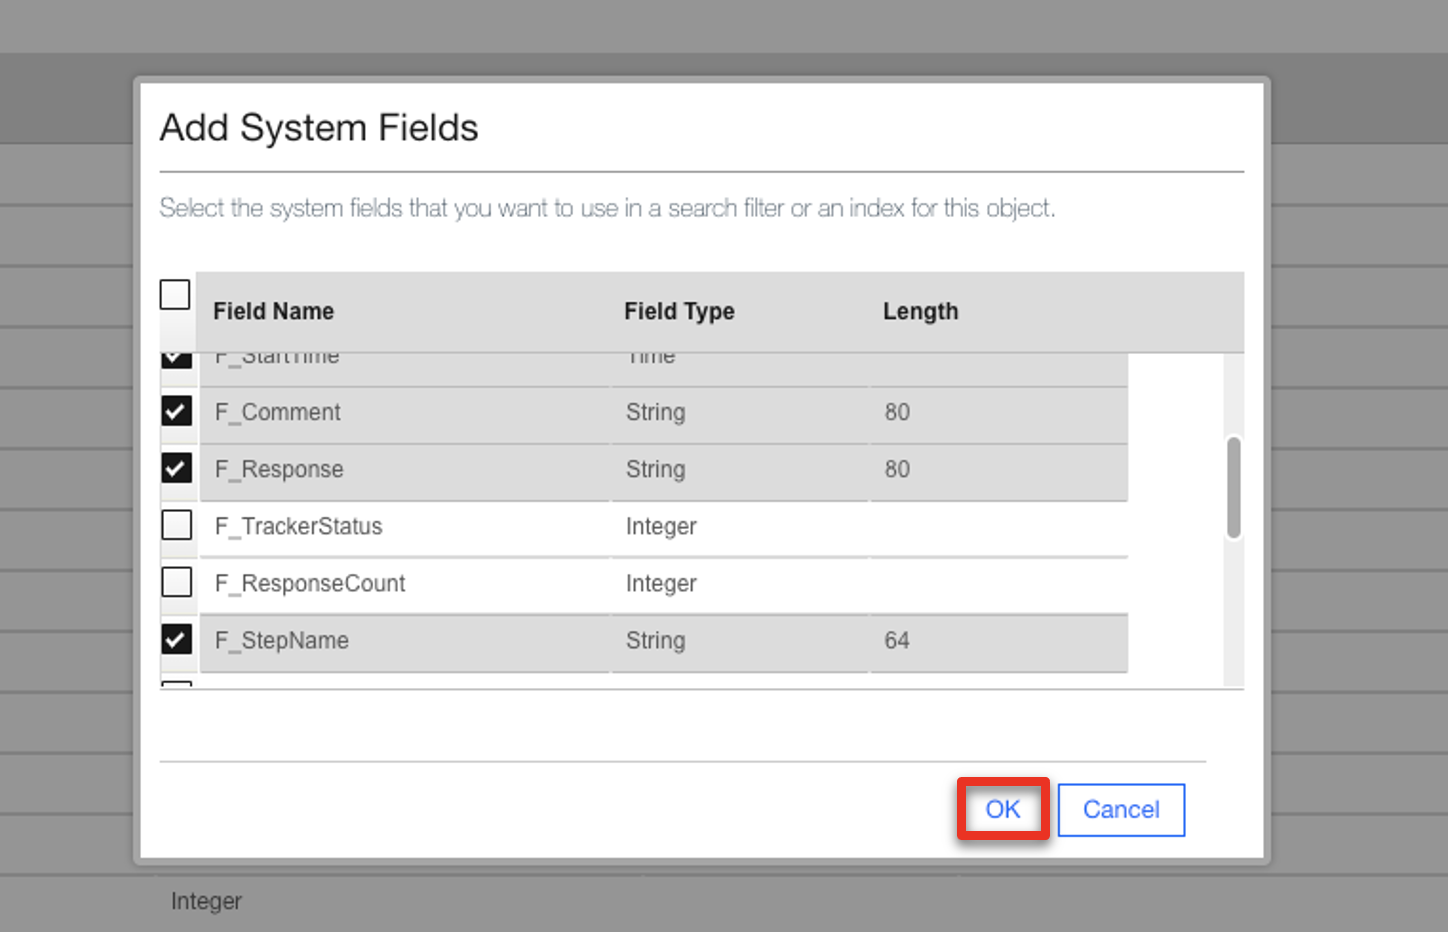 Add System Fields
Select the system fields that you want to use in a search filter or an index for this object.
Field Name Field Type Length
F_StartTime Time
F_Comment String 80
F_Response String 80
F_TrackerStatus Integer
F_ResponseCount Integer
F_StepName String 64
OK Cancel
Integer